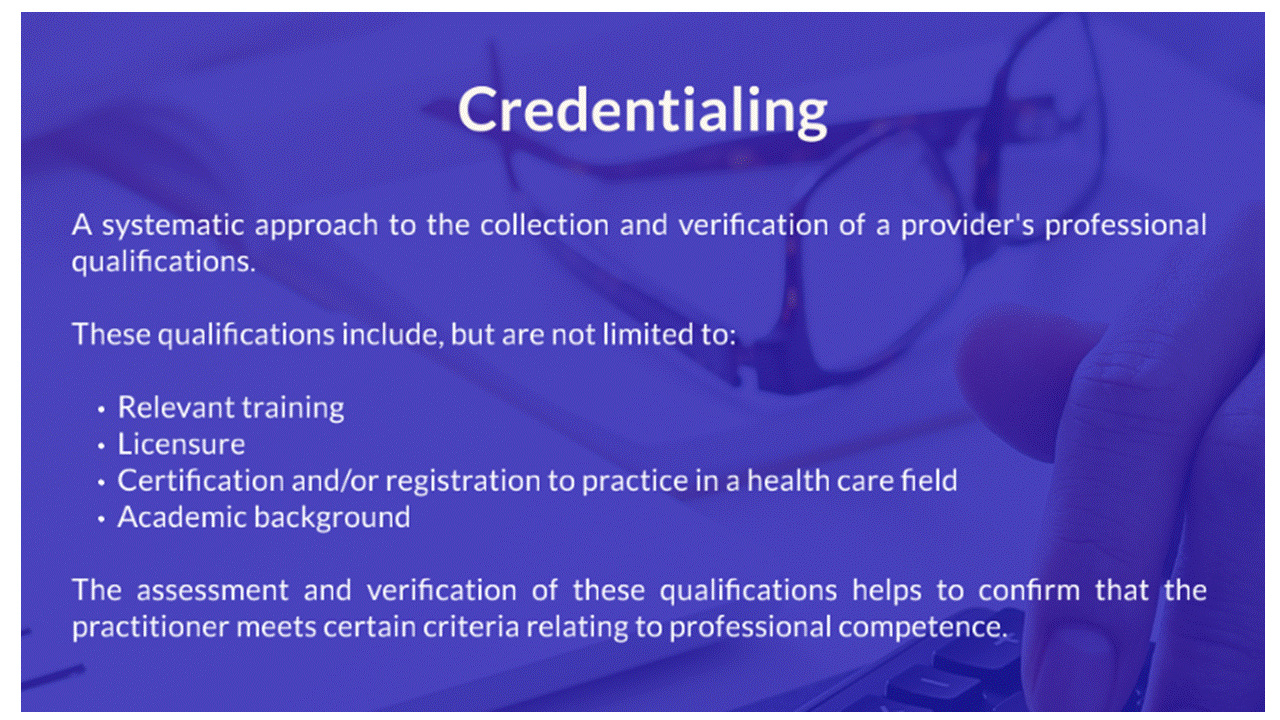 Credentialing
A systematic approach to the collection and verification of a provider's professional
qualifications.
These qualifications include, but are not limited to:
• Relevant training
• Licensure
• Certification and/or registration to practice in a health care field
• Academic background
The assessment and verification of these qualifications helps to confirm that the
practitioner meets certain criteria relating to professional competence.